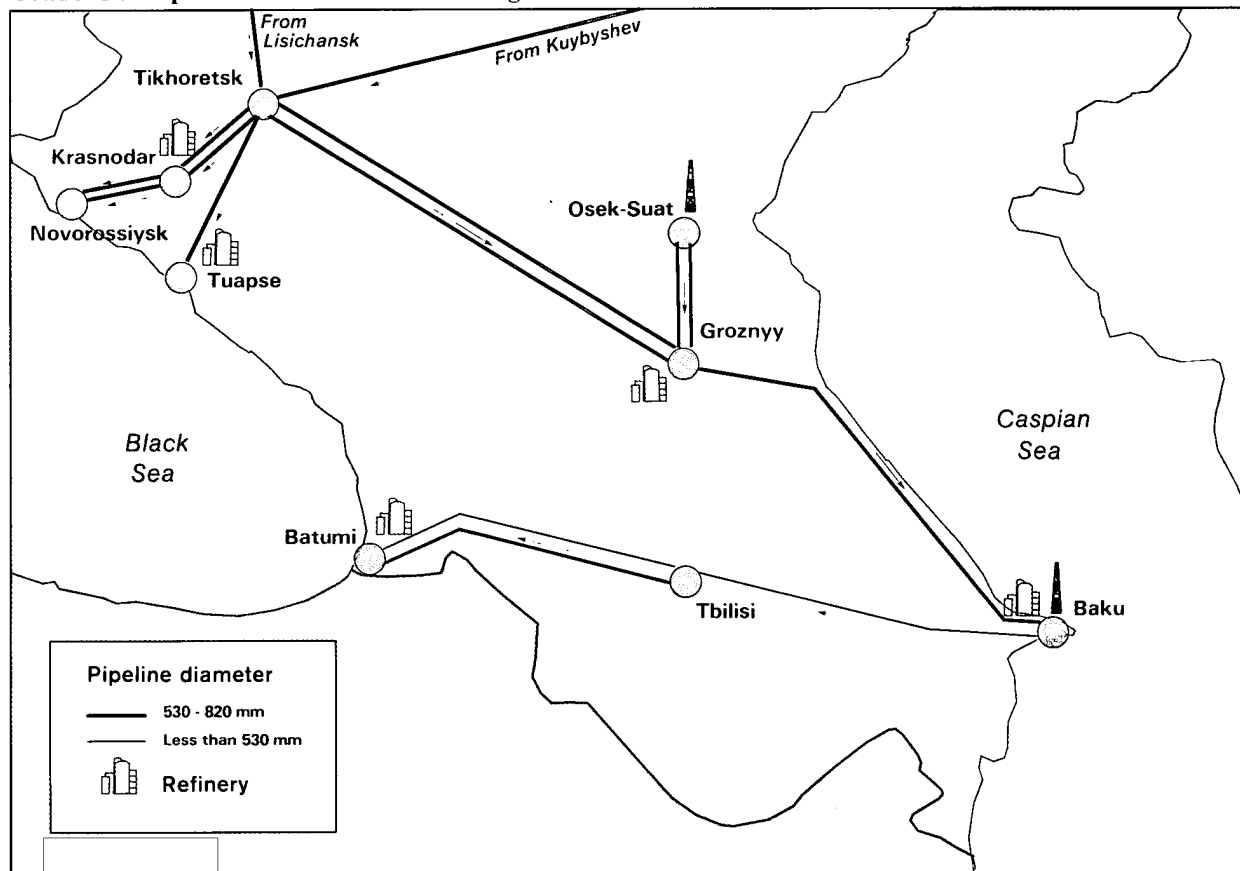 From
Lisichansk
From Kuybyshev
Tikhoretsk
Krasnodar
Novorossiysk
Tuapse
Osek-Suat
Groznyy
Black
Sea
Caspian
Sea
Batumi
Tbilisi
Baku
Pipeline diameter
530 - 820 mm
Less than 530 mm
Refinery